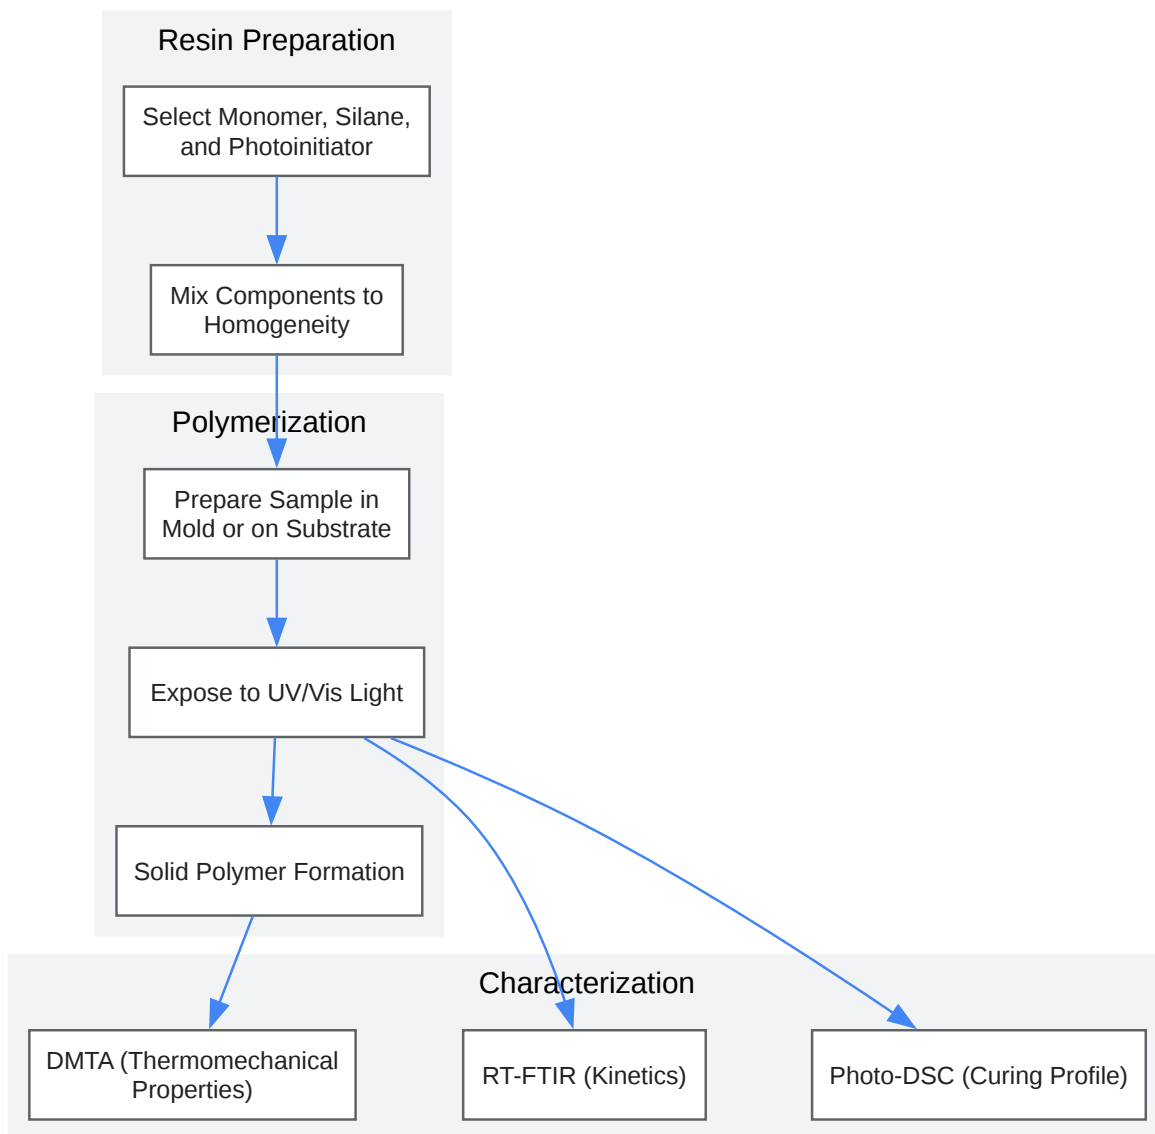 Resin Preparation
Select Monomer, Silane,
and Photoinitiator
Mix Components to
Homogeneity
Polymerization
Prepare Sample in
Mold or on Substrate
Expose to UV/Vis Light
Solid Polymer Formation
Characterization
DMTA (Thermomechanical
Properties)
RT-FTIR (Kinetics)
Photo-DSC (Curing Profile)